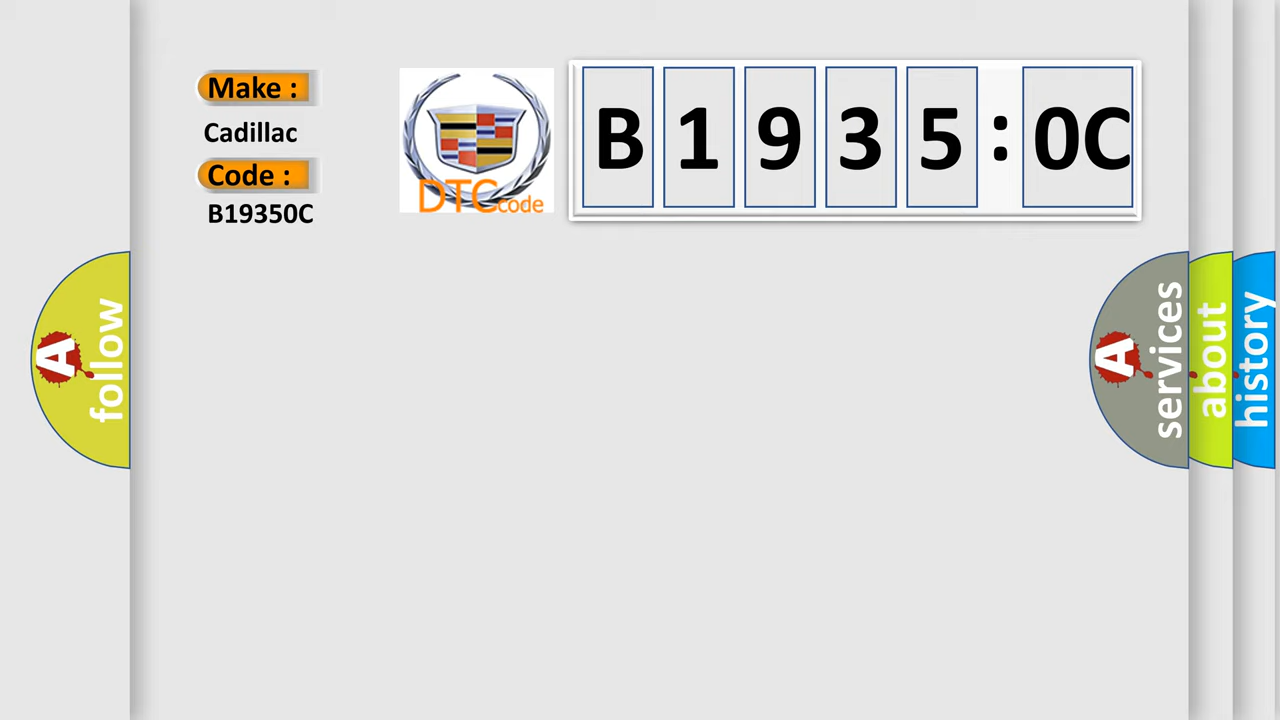 Make :
Cadillac
Code :
B19350C
DTCcode
B 1 9 3 5 : 0C
A follow
A services
about
history